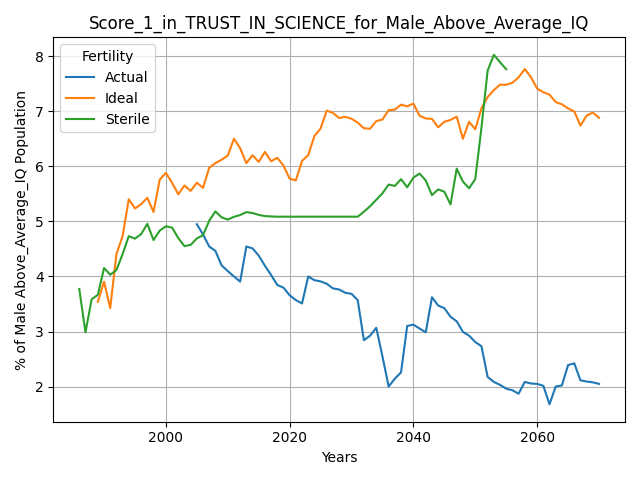 Score_1_in_TRUST_IN_SCIENCE_for_Male_Above_Average_IQ
Fertility
Actual
Ideal
Sterile
% of Male Above_Average_IQ Population
8
7
6
5
4
3
2
2000
2020
2040
2060
Years